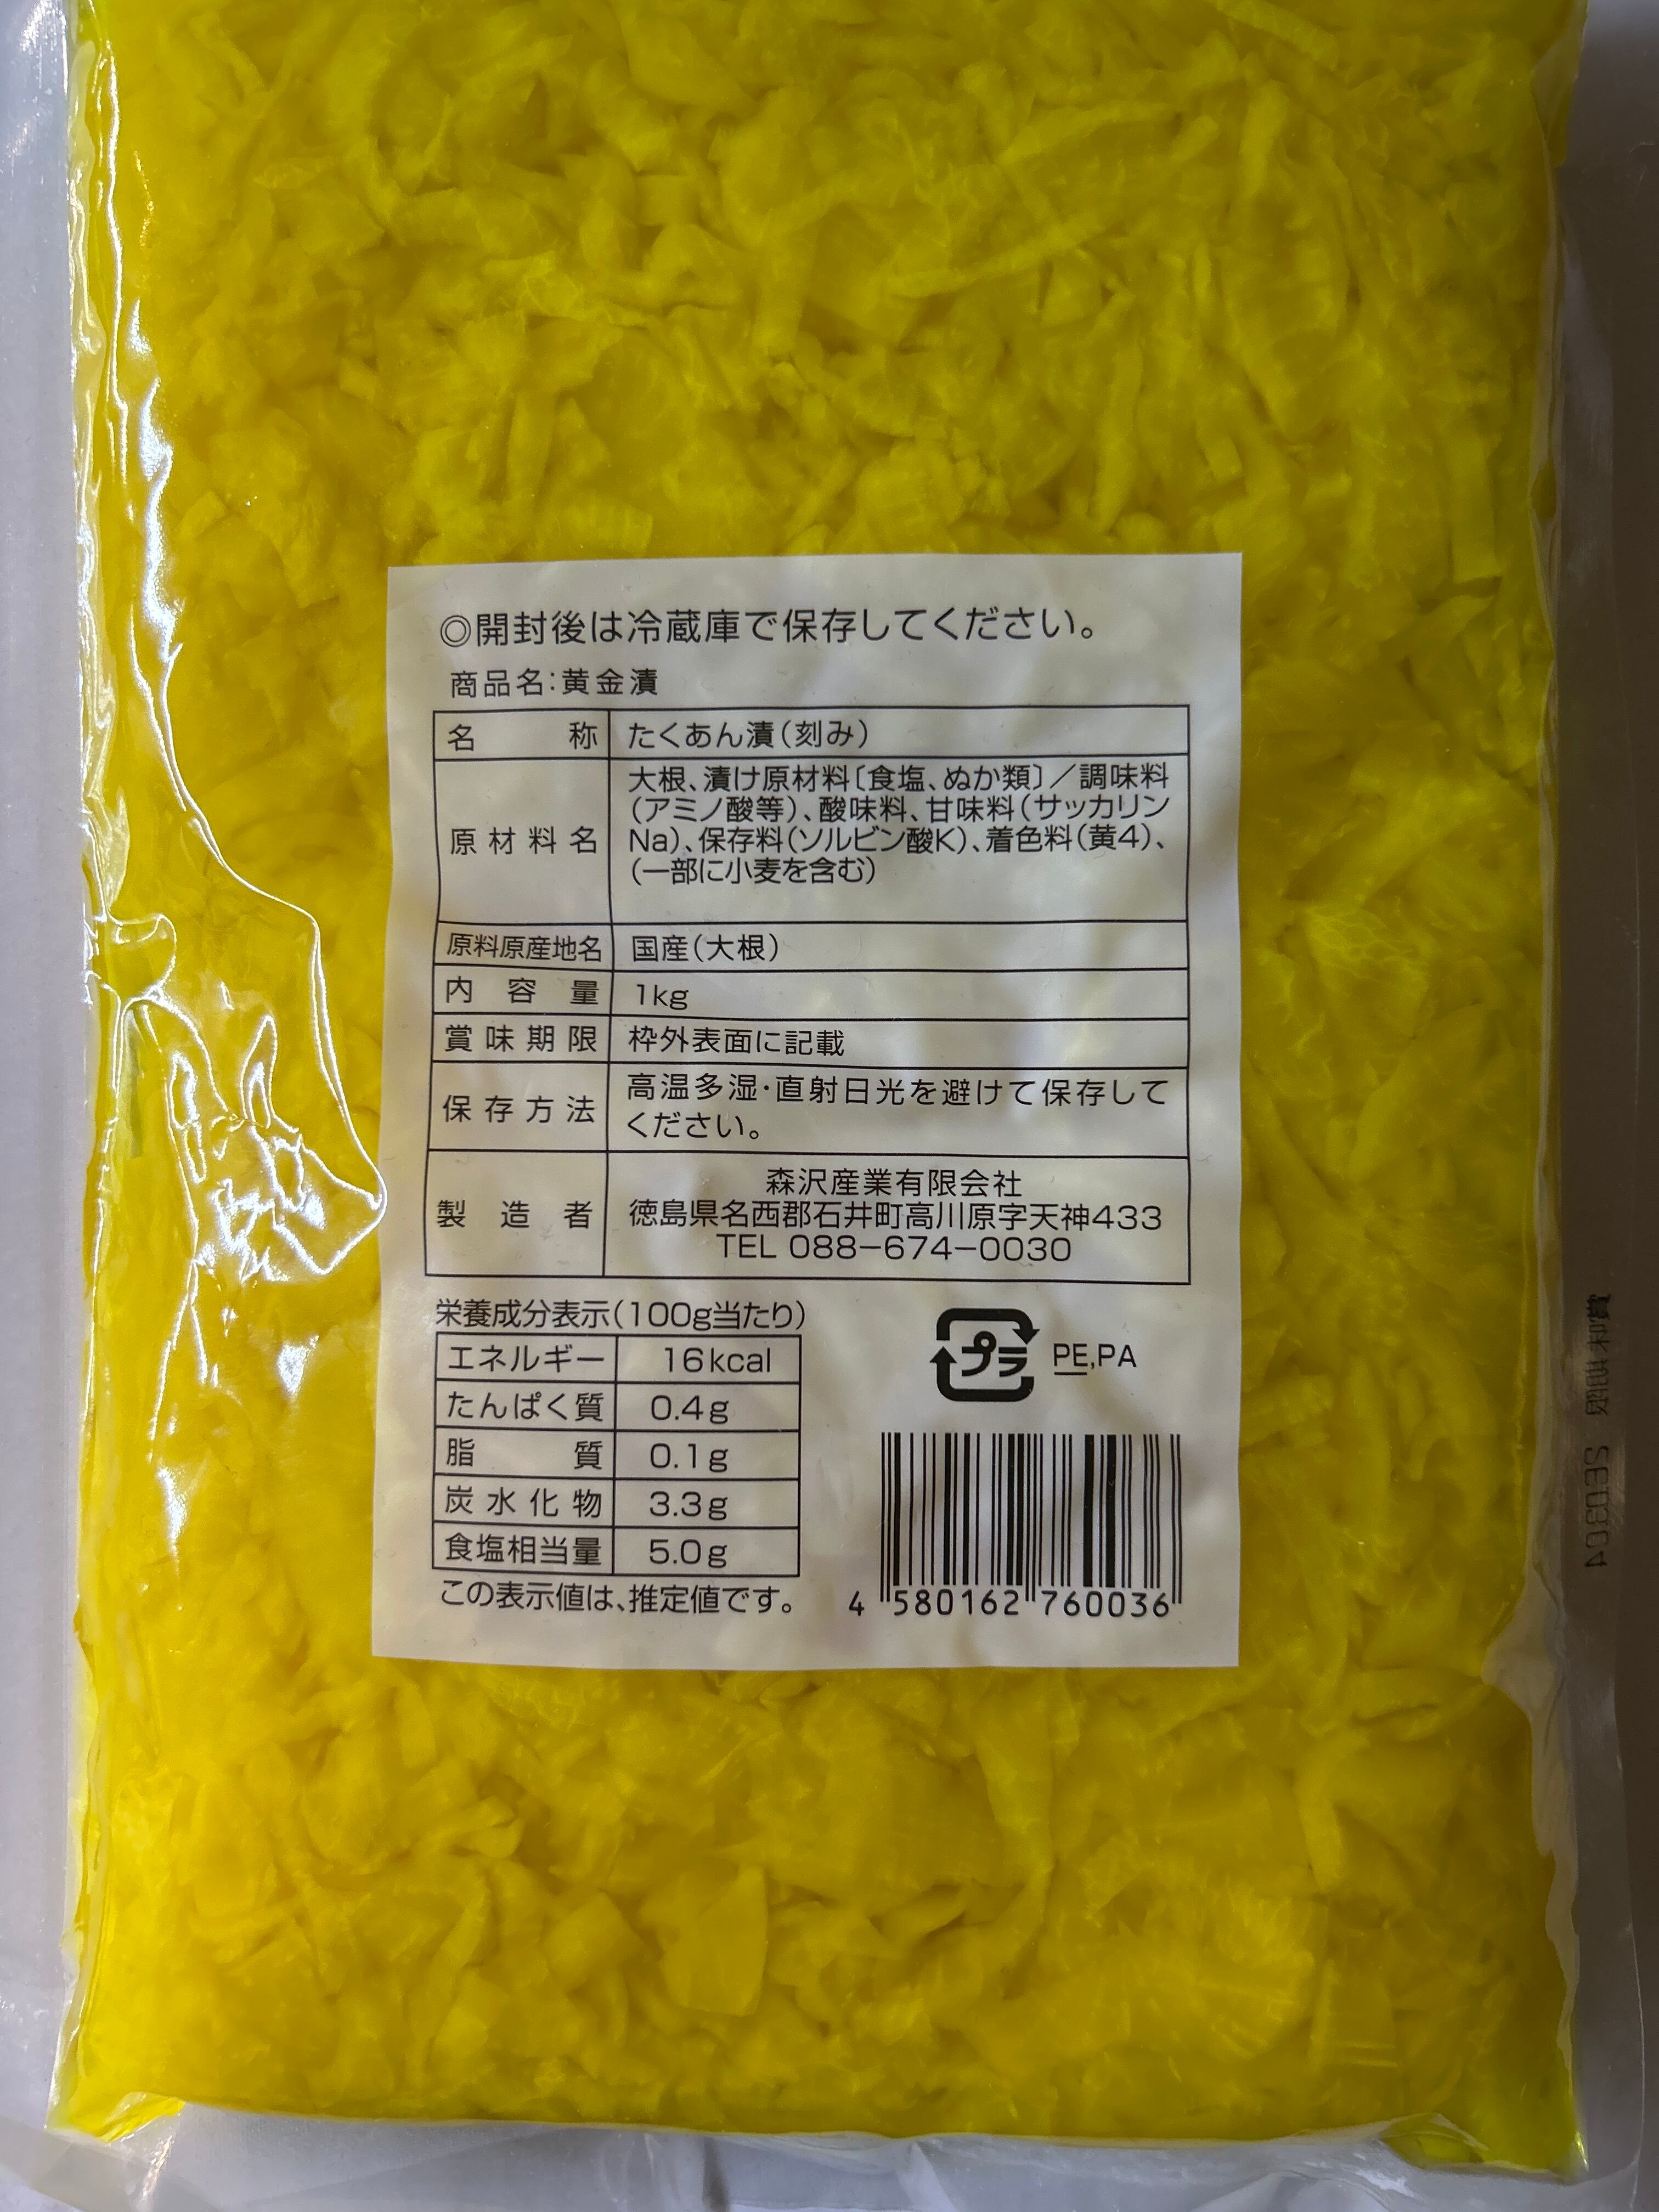 ◎開封後は冷蔵庫で保存してください。
商品名:黄金漬
名称 たくあん漬(刻み)
原材料名 大根、漬け原材料〔食塩、ぬか類〕／調味料
(アミノ酸等)、酸味料、甘味料(サッカリン
Na)、保存料(ソルビン酸K)、着色料(黄4)、
(一部に小麦を含む)
原料原産地名 国産(大根)
内容量 1kg
賞味期限 枠外表面に記載
保存方法 高温多湿・直射日光を避けて保存して
ください。
製造者 森沢産業有限会社
徳島県名西郡石井町高川原字天神433
TEL 088−674−0030
栄養成分表示(100g当たり)
エネルギー 16kcal
たんぱく質 0.4g
脂質 0.1g
炭水化物 3.3g
食塩相当量 5.0g
この表示値は、推定値です。
プラ PE,PA
4 580162 760036
賞味期限